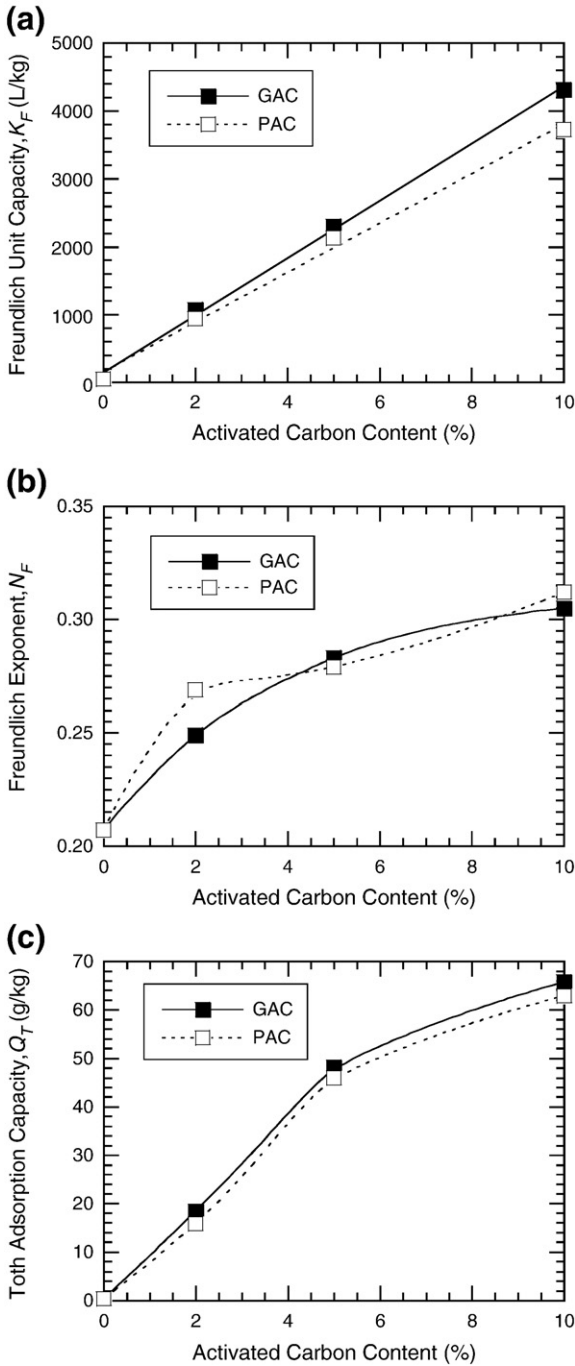 (a)
5000
4000
3000
2000
1000
0
Freundlich Unit Capacity, K_F (L/kg)
GAC
PAC
0 2 4 6 8 10
Activated Carbon Content (%)
(b)
0.35
0.30
0.25
0.20
Freundlich Exponent, N_F
GAC
PAC
0 2 4 6 8 10
Activated Carbon Content (%)
(c)
70
60
50
40
30
20
10
0
Toth Adsorption Capacity, Q_T (g/kg)
GAC
PAC
0 2 4 6 8 10
Activated Carbon Content (%)